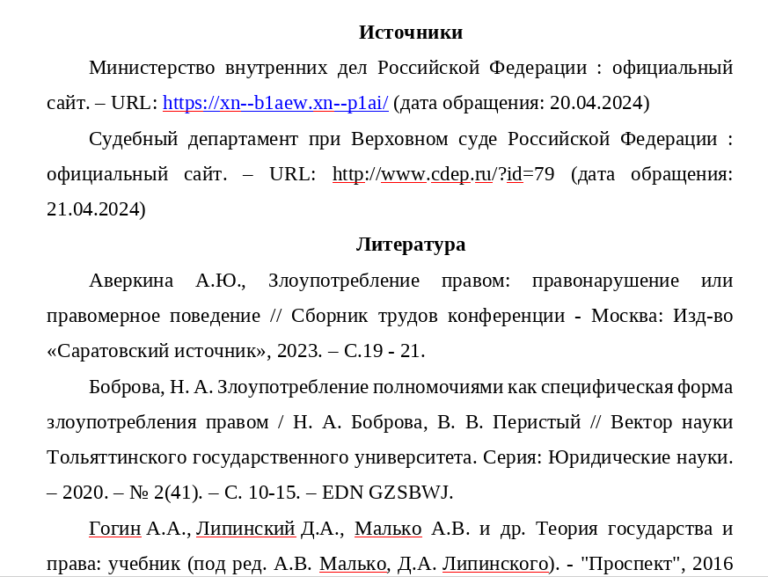 Источники
Министерство внутренних дел Российской Федерации : официальный
сайт. – URL: https://xn--b1aew.xn--p1ai/ (дата обращения: 20.04.2024)
Судебный департамент при Верховном суде Российской Федерации :
официальный сайт. – URL: http://www.cdep.ru/?id=79 (дата обращения:
21.04.2024)
Литература
Аверкина А.Ю., Злоупотребление правом: правонарушение или
правомерное поведение // Сборник трудов конференции - Москва: Изд-во
«Саратовский источник», 2023. – С.19 - 21.
Боброва, Н. А. Злоупотребление полномочиями как специфическая форма
злоупотребления правом / Н. А. Боброва, В. В. Перистый // Вектор науки
Тольяттинского государственного университета. Серия: Юридические науки.
– 2020. – № 2(41). – С. 10-15. – EDN GZSBWJ.
Гогин А.А., Липинский Д.А., Малько А.В. и др. Теория государства и
права: учебник (под ред. А.В. Малько, Д.А. Липинского). - "Проспект", 2016